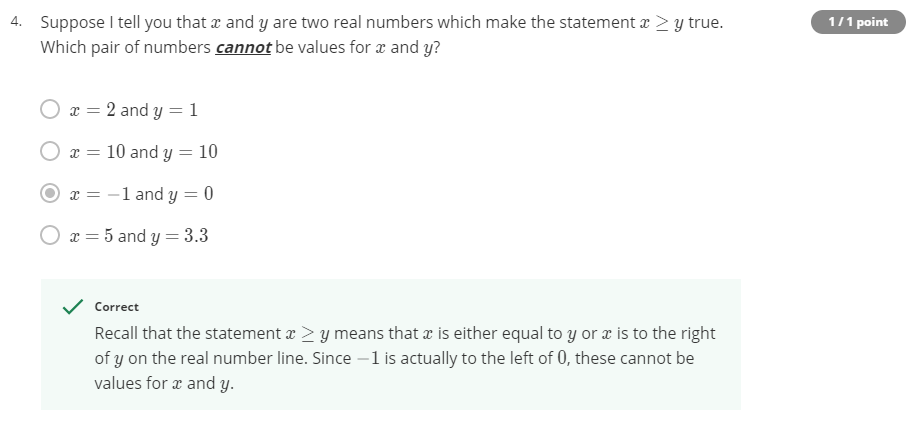 4. Suppose I tell you that x and y are two real numbers which make the statement x ≥ y true.
1 / 1 point
Which pair of numbers cannot be values for x and y?
x = 2 and y = 1
x = 10 and y = 10
x = −1 and y = 0
x = 5 and y = 3.3
Correct
Recall that the statement x ≥ y means that x is either equal to y or x is to the right
of y on the real number line. Since −1 is actually to the left of 0, these cannot be
values for x and y.